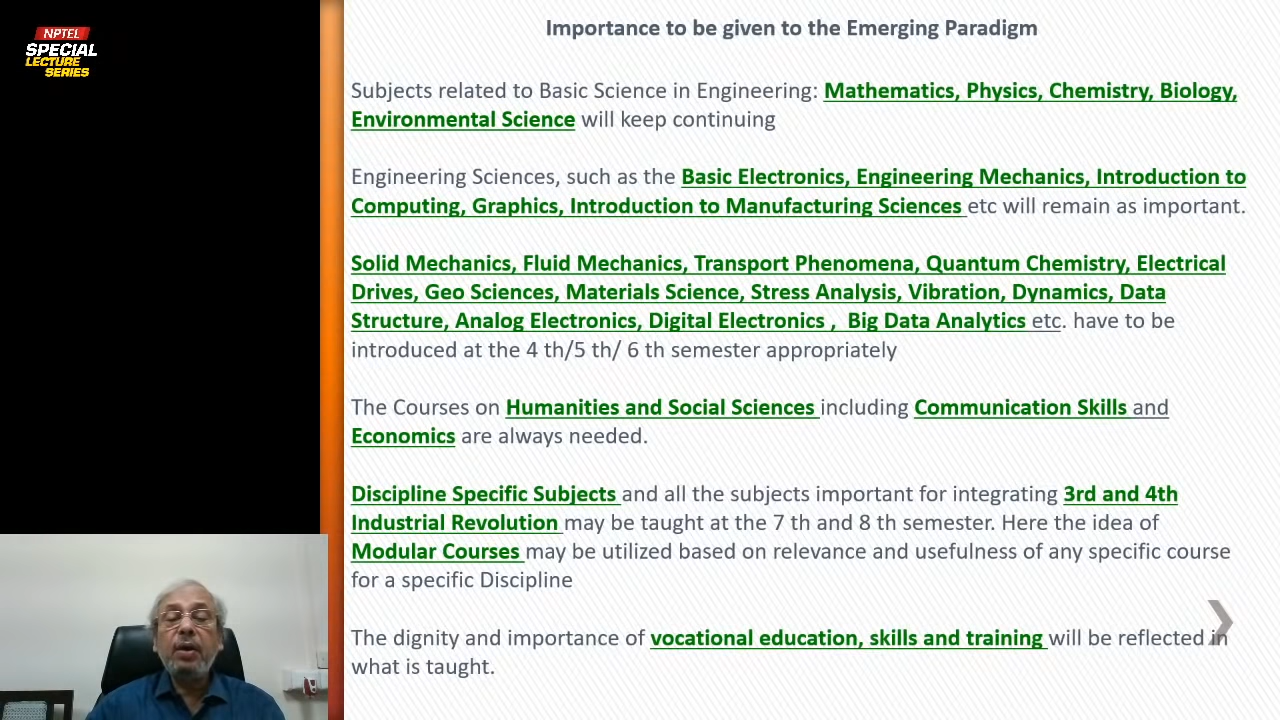 NPTEL
SPECIAL
LECTURE
SERIES
Importance to be given to the Emerging Paradigm
Subjects related to Basic Science in Engineering: Mathematics, Physics, Chemistry, Biology,
Environmental Science will keep continuing
Engineering Sciences, such as the Basic Electronics, Engineering Mechanics, Introduction to
Computing, Graphics, Introduction to Manufacturing Sciences etc will remain as important.
Solid Mechanics, Fluid Mechanics, Transport Phenomena, Quantum Chemistry, Electrical
Drives, Geo Sciences, Materials Science, Stress Analysis, Vibration, Dynamics, Data
Structure, Analog Electronics, Digital Electronics , Big Data Analytics etc. have to be
introduced at the 4 th/5 th/ 6 th semester appropriately
The Courses on Humanities and Social Sciences including Communication Skills and
Economics are always needed.
Discipline Specific Subjects and all the subjects important for integrating 3rd and 4th
Industrial Revolution may be taught at the 7 th and 8 th semester. Here the idea of
Modular Courses may be utilized based on relevance and usefulness of any specific course
for a specific Discipline
The dignity and importance of vocational education, skills and training will be reflected in
what is taught.